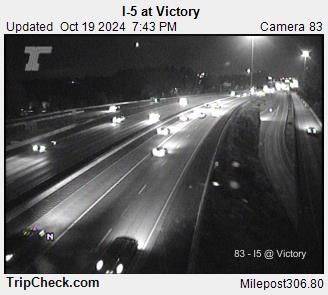 I-5 at Victory
Updated Oct 19 2024 7:43 PM Camera 83
T
N
83 - I5 @ Victory
TripCheck.com Milepost306.80